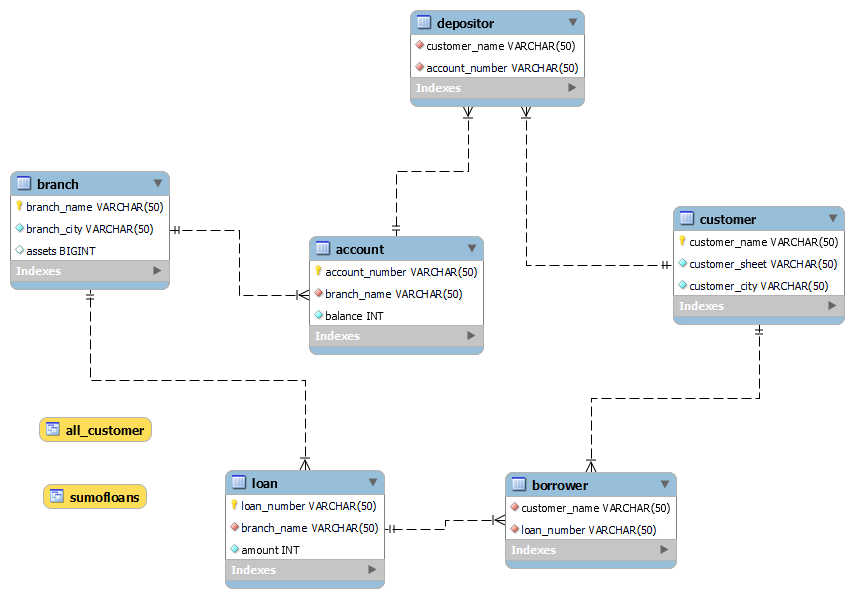 depositor
customer_name VARCHAR(50)
account_number VARCHAR(50)
Indexes
branch
branch_name VARCHAR(50)
branch_city VARCHAR(50)
assets BIGINT
Indexes
account
account_number VARCHAR(50)
branch_name VARCHAR(50)
balance INT
Indexes
customer
customer_name VARCHAR(50)
customer_sheet VARCHAR(50)
customer_city VARCHAR(50)
Indexes
all_customer
sumofloans
loan
loan_number VARCHAR(50)
branch_name VARCHAR(50)
amount INT
Indexes
borrower
customer_name VARCHAR(50)
loan_number VARCHAR(50)
Indexes